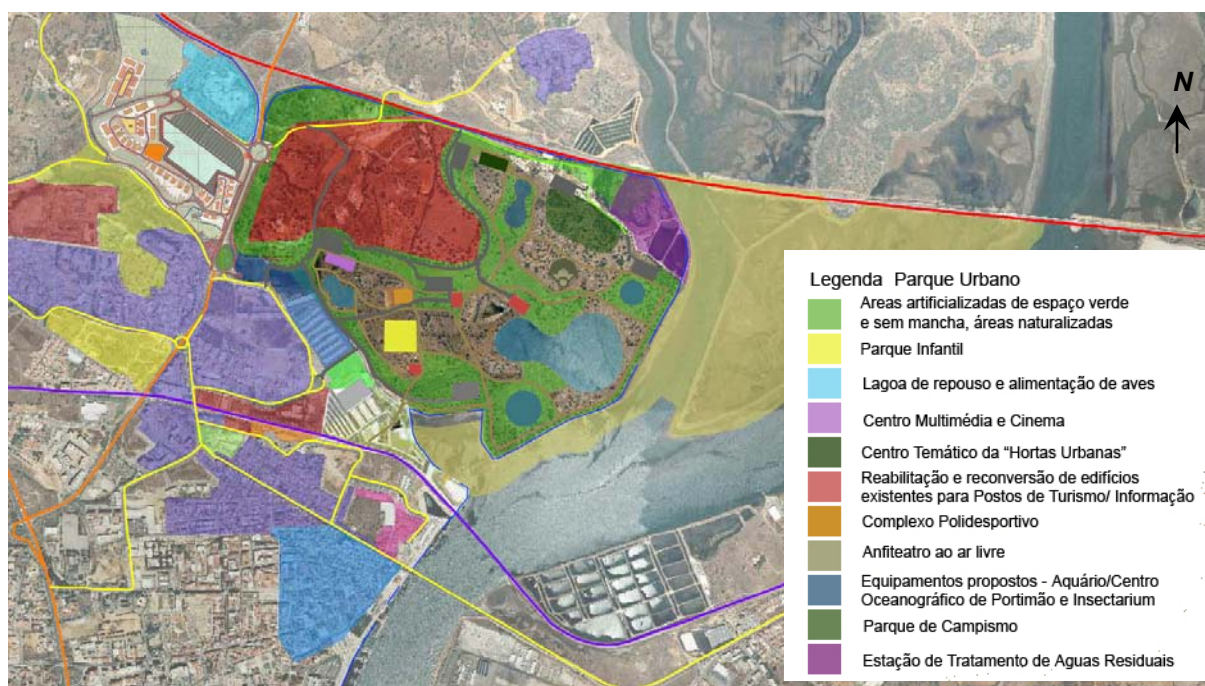 N
Legenda Parque Urbano
Areas artificializadas de espaço verde
e sem mancha, áreas naturalizadas
Parque Infantil
Lagoa de repouso e alimentação de aves
Centro Multimédia e Cinema
Centro Temático da “Hortas Urbanas”
Reabilitação e reconversão de edifícios
existentes para Postos de Turismo/ Informação
Complexo Polidesportivo
Anfiteatro ao ar livre
Equipamentos propostos - Aquário/Centro
Oceanográfico de Portimão e Insectarium
Parque de Campismo
Estação de Tratamento de Aguas Residuais